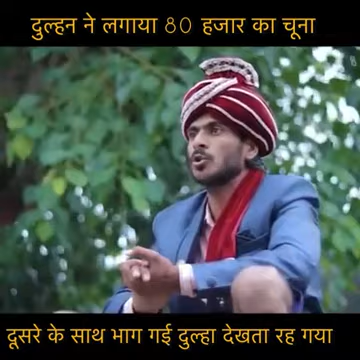 दुल्हन ने लगाया 80 हजार का चूना
दूसरे के साथ भाग गई दुल्हा देखता रह गया